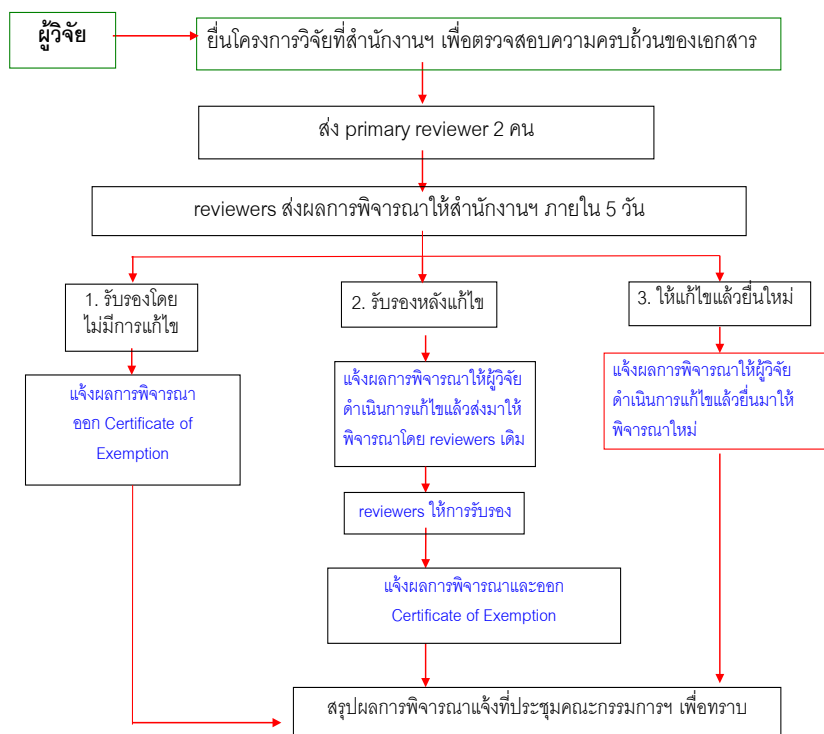 ผู้วิจัย
ยื่นโครงการวิจัยที่สำนักงานฯ เพื่อตรวจสอบความครบถ้วนของเอกสาร
ส่ง primary reviewer 2 คน
reviewers ส่งผลการพิจารณาให้สำนักงานฯ ภายใน 5 วัน
1. รับรองโดย
ไม่มีการแก้ไข
2. รับรองหลังแก้ไข
3. ให้แก้ไขแล้วยื่นใหม่
แจ้งผลการพิจารณา
ออก Certificate of
Exemption
แจ้งผลการพิจารณาให้ผู้วิจัย
ดำเนินการแก้ไขแล้วส่งมาให้
พิจารณาโดย reviewers เดิม
แจ้งผลการพิจารณาให้ผู้วิจัย
ดำเนินการแก้ไขแล้วยื่นมาให้
พิจารณาใหม่
reviewers ให้การรับรอง
แจ้งผลการพิจารณาและออก
Certificate of Exemption
สรุปผลการพิจารณาแจ้งที่ประชุมคณะกรรมการฯ เพื่อทราบ